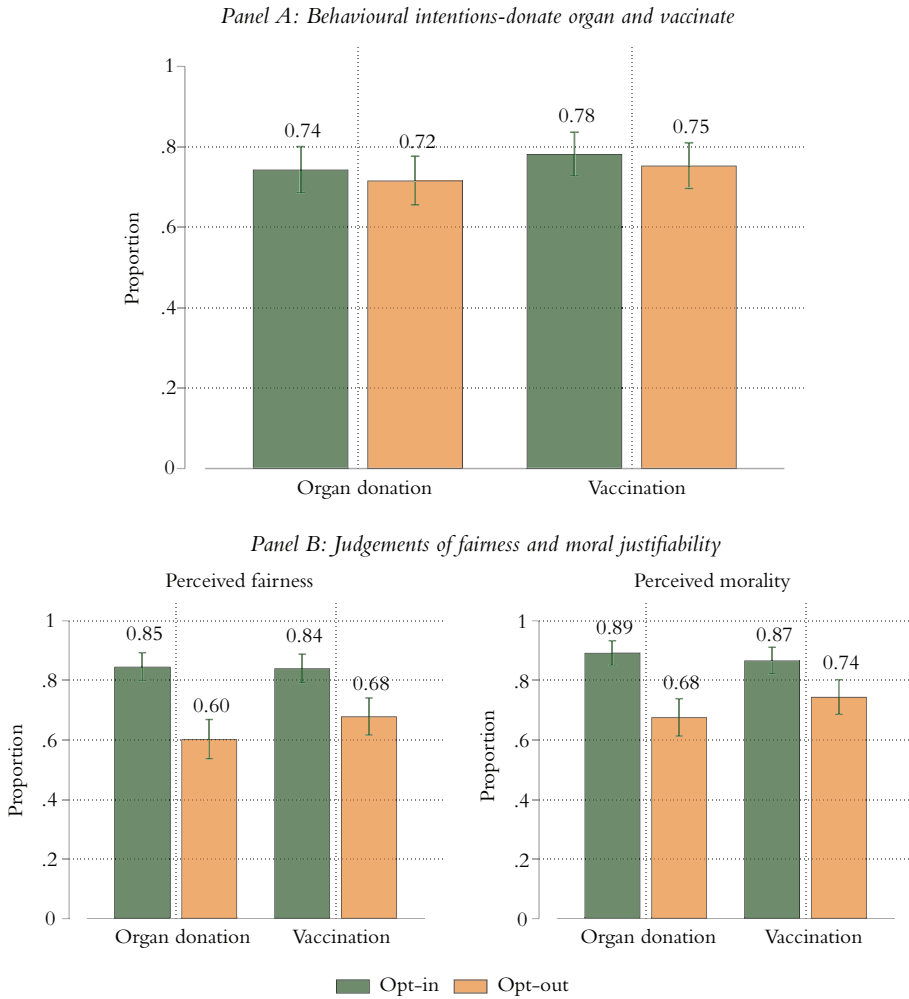 Panel A: Behavioural intentions-donate organ and vaccinate
1
.8
.6
.4
.2
0
Proportion
0.74
0.72
0.78
0.75
Organ donation
Vaccination
Panel B: Judgements of fairness and moral justifiability
Perceived fairness
1
.8
.6
.4
.2
0
Proportion
0.85
0.60
0.84
0.68
Organ donation
Vaccination
Perceived morality
1
.8
.6
.4
.2
0
Proportion
0.89
0.68
0.87
0.74
Organ donation
Vaccination
Opt-in
Opt-out